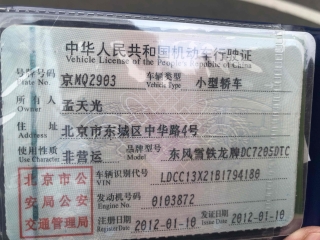 中华人民共和国机动车行驶证
Vehicle License of the People's Republic of China
号牌号码 京MQ2903 车辆类型 小型轿车
State No. Vehicle Type
所有人 孟天光
Owner
住址 北京市东城区中华路4号
Address
使用性质 非营运 品牌型号 东风雪铁龙牌DC7205DTC
Use Character Model
北京市公安局公安交通管理局
车辆识别代号 LDCC13X21B1794180
VIN
发动机号码 0103872
Engine No.
注册日期 2012-01-10 发证日期 2012-01-10
Register Date Issue Date